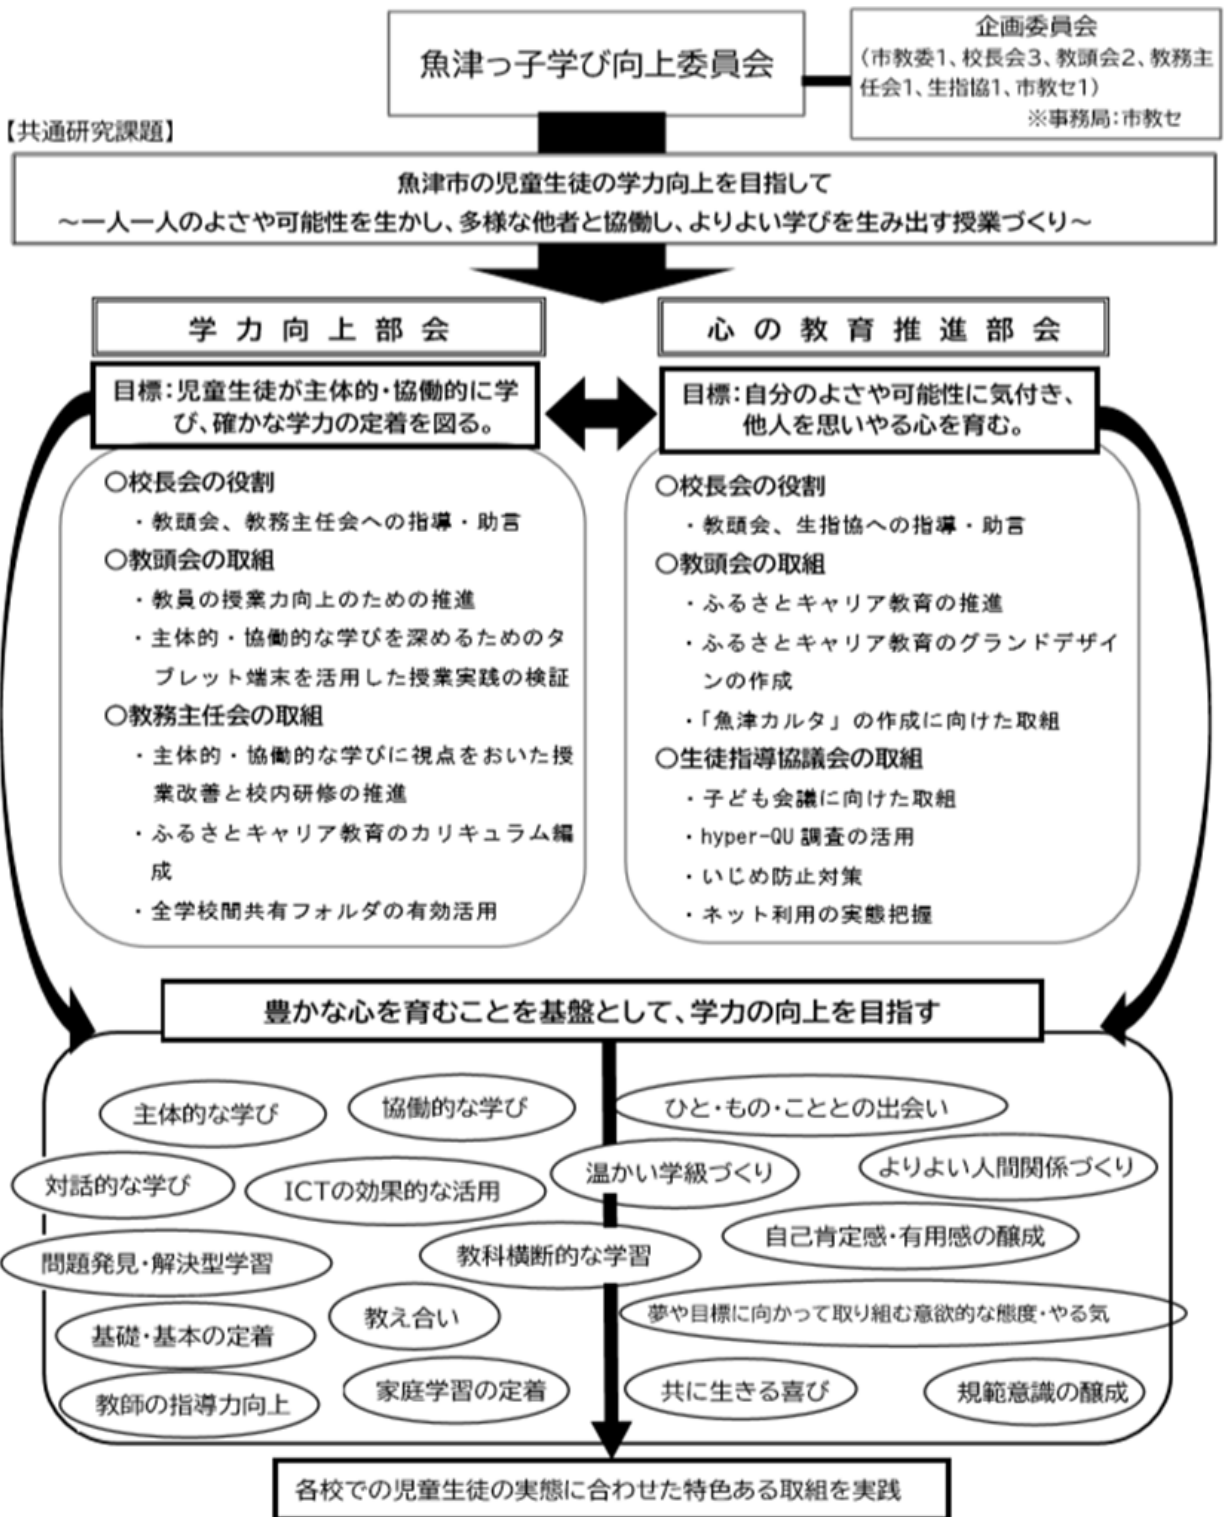 魚津っ子学び向上委員会
企画委員会
(市教委1、校長会3、教頭会2、教務主
任会1、生指協1、市教セ1)
※事務局:市教セ
【共通研究課題】
魚津市の児童生徒の学力向上を目指して
～一人一人のよさや可能性を生かし、多様な他者と協働し、よりよい学びを生み出す授業づくり～
学力向上部会
目標:児童生徒が主体的・協働的に学
び、確かな学力の定着を図る。
○校長会の役割
・教頭会、教務主任会への指導・助言
○教頭会の取組
・教員の授業力向上のための推進
・主体的・協働的な学びを深めるためのタ
ブレット端末を活用した授業実践の検証
○教務主任会の取組
・主体的・協働的な学びに視点をおいた授
業改善と校内研修の推進
・ふるさとキャリア教育のカリキュラム編
成
・全学校間共有フォルダの有効活用
心の教育推進部会
目標:自分のよさや可能性に気付き、
他人を思いやる心を育む。
○校長会の役割
・教頭会、生指協への指導・助言
○教頭会の取組
・ふるさとキャリア教育の推進
・ふるさとキャリア教育のグランドデザイ
ンの作成
・「魚津カルタ」の作成に向けた取組
○生徒指導協議会の取組
・子ども会議に向けた取組
・hyper-QU調査の活用
・いじめ防止対策
・ネット利用の実態把握
豊かな心を育むことを基盤として、学力の向上を目指す
主体的な学び
協働的な学び
ひと・もの・こととの出会い
対話的な学び
ICTの効果的な活用
温かい学級づくり
よりよい人間関係づくり
問題発見・解決型学習
教科横断的な学習
自己肯定感・有用感の醸成
基礎・基本の定着
教え合い
夢や目標に向かって取り組む意欲的な態度・やる気
教師の指導力向上
家庭学習の定着
共に生きる喜び
規範意識の醸成
各校での児童生徒の実態に合わせた特色ある取組を実践